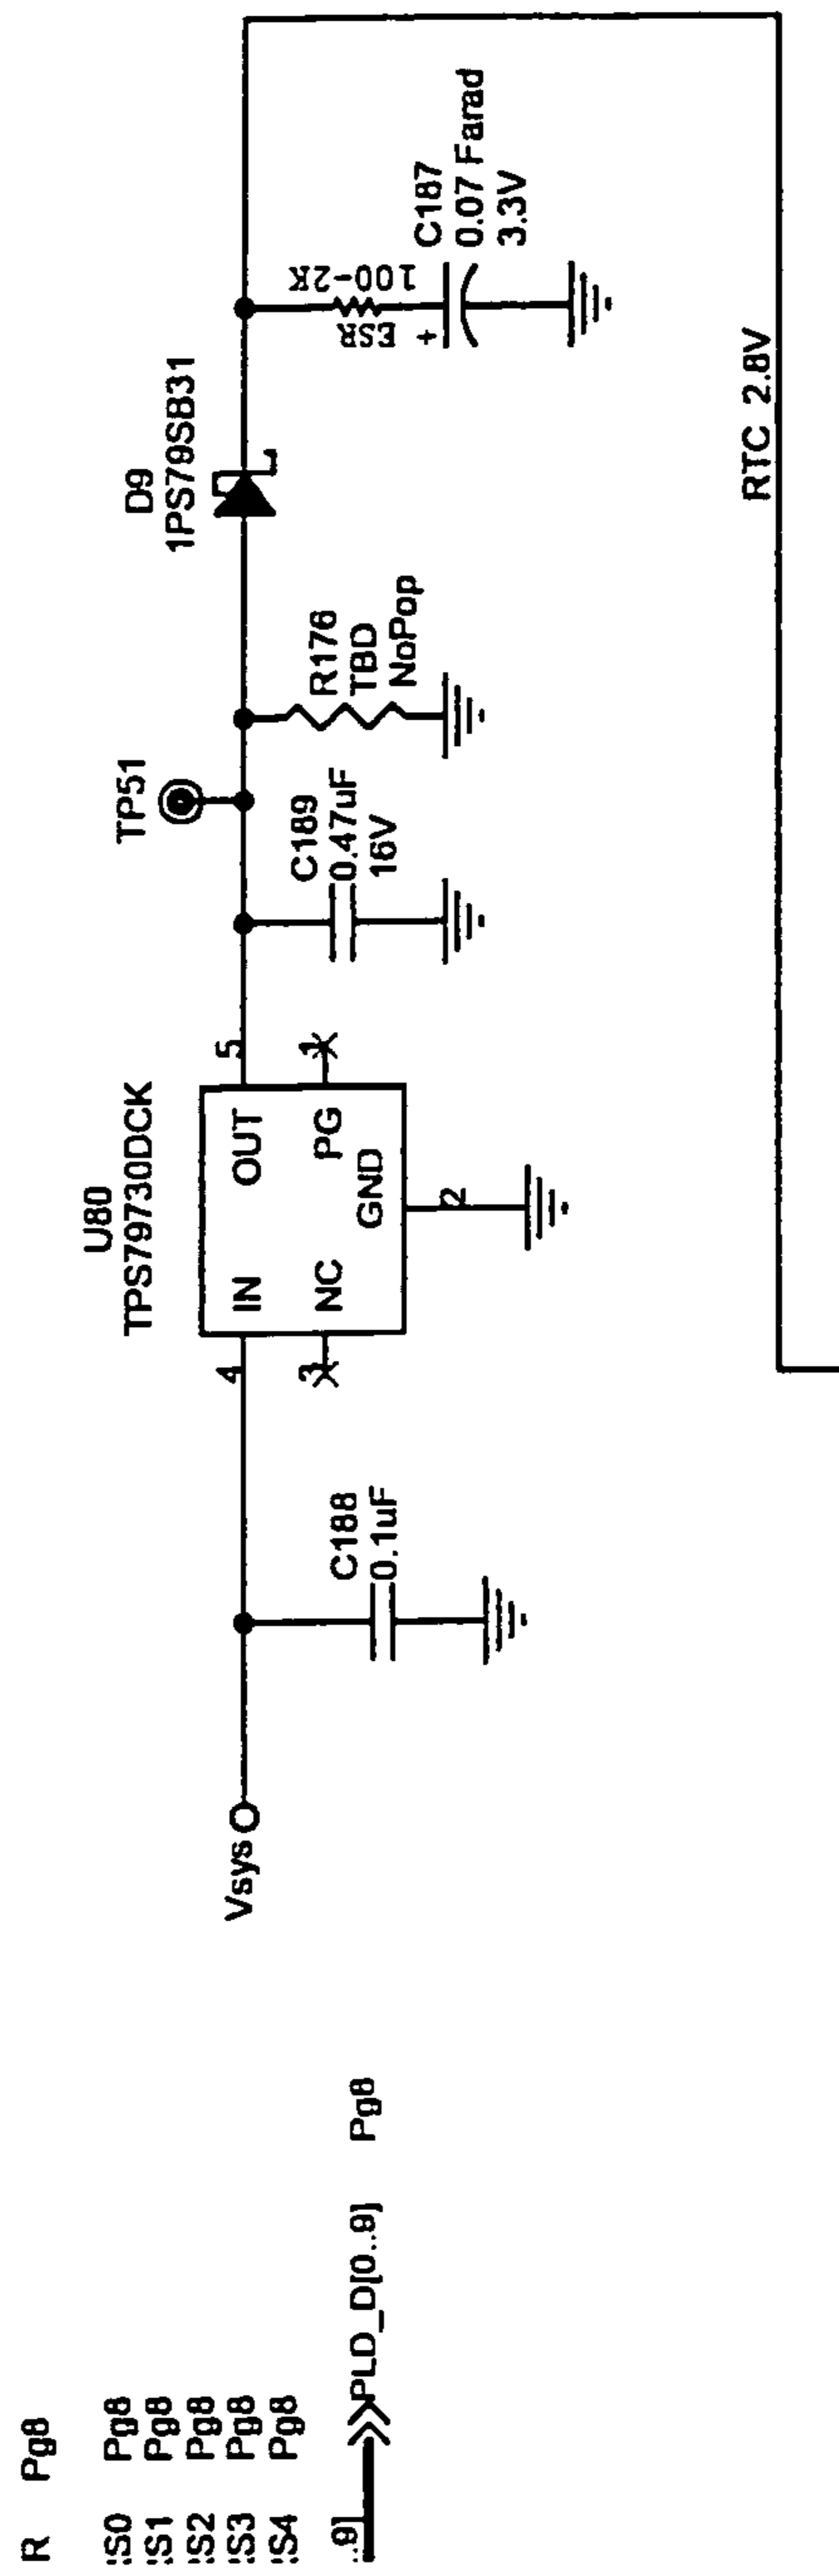 R Pg8
:S0 Pg8
:S1 Pg8
:S2 Pg8
:S3 Pg8
:S4 Pg8
..9]
PLD_D[0..9] Pg8
Vsys
C188
0.1uF
U80
TPS79730DCK
4
IN
OUT
5
3
NC
PG
1
GND
2
C189
0.47uF
16V
TP51
R176
TBD
NoPop
D9
1PS79SB31
ESR
100-2K
+
C187
0.07 Farad
3.3V
RTC 2.8V